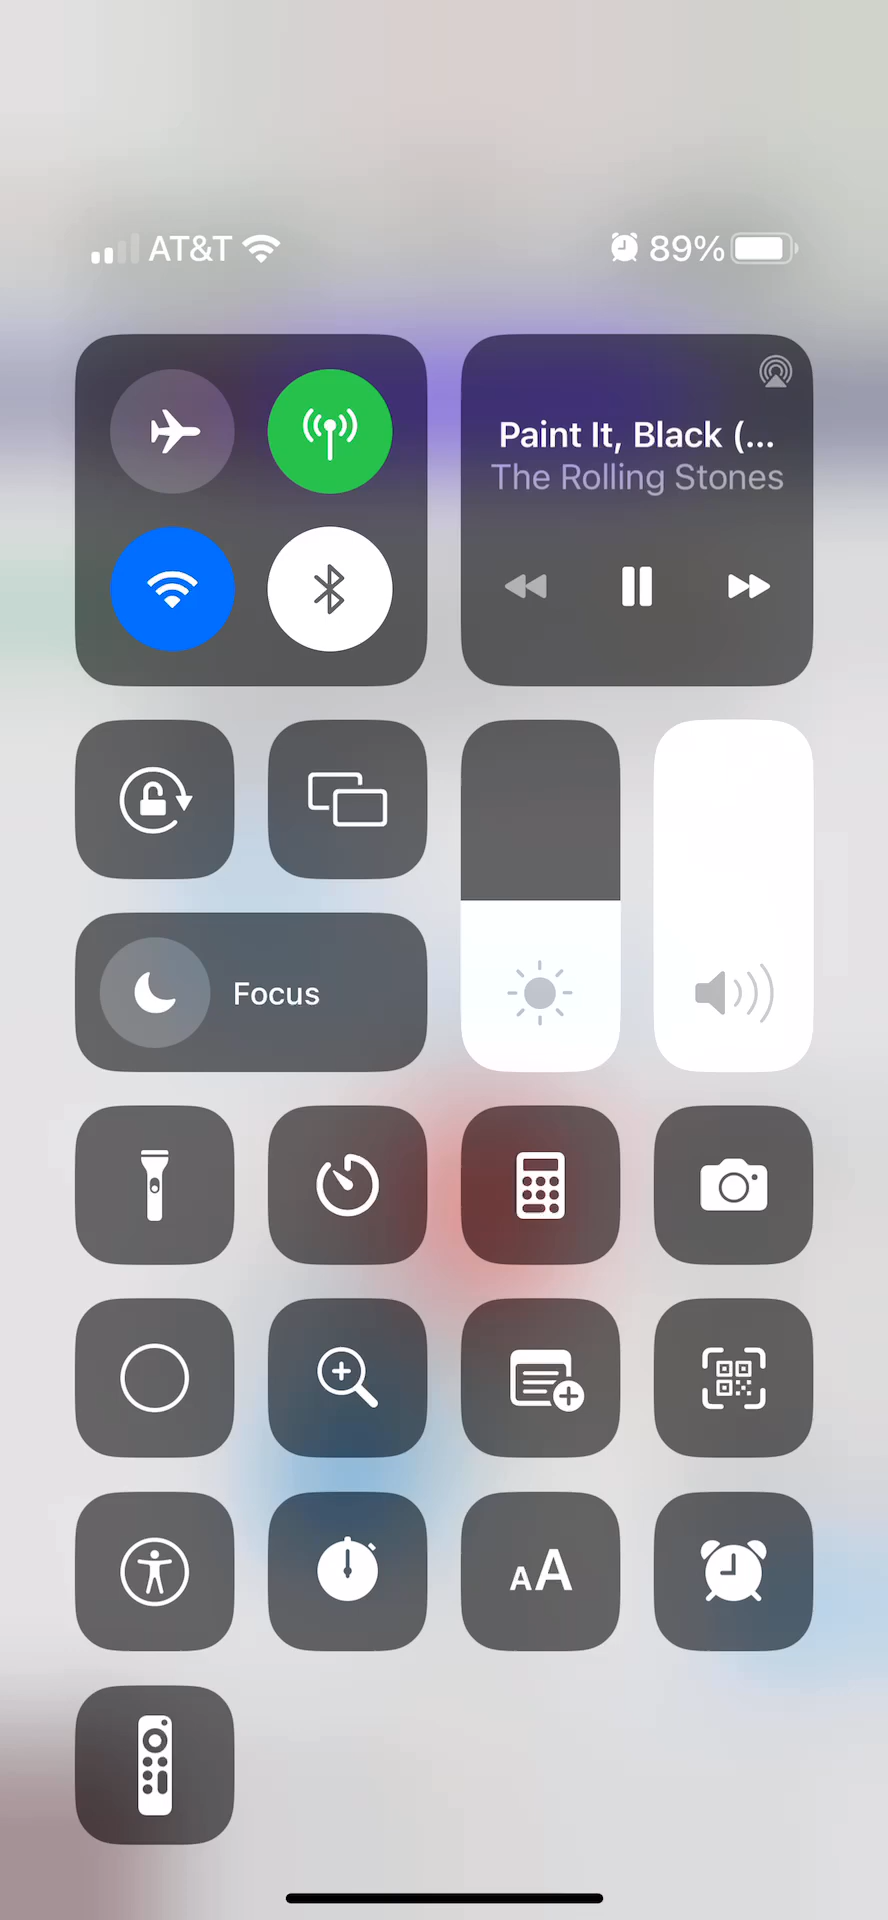 AT&T 89%
Paint It, Black (...
The Rolling Stones
Focus
AA